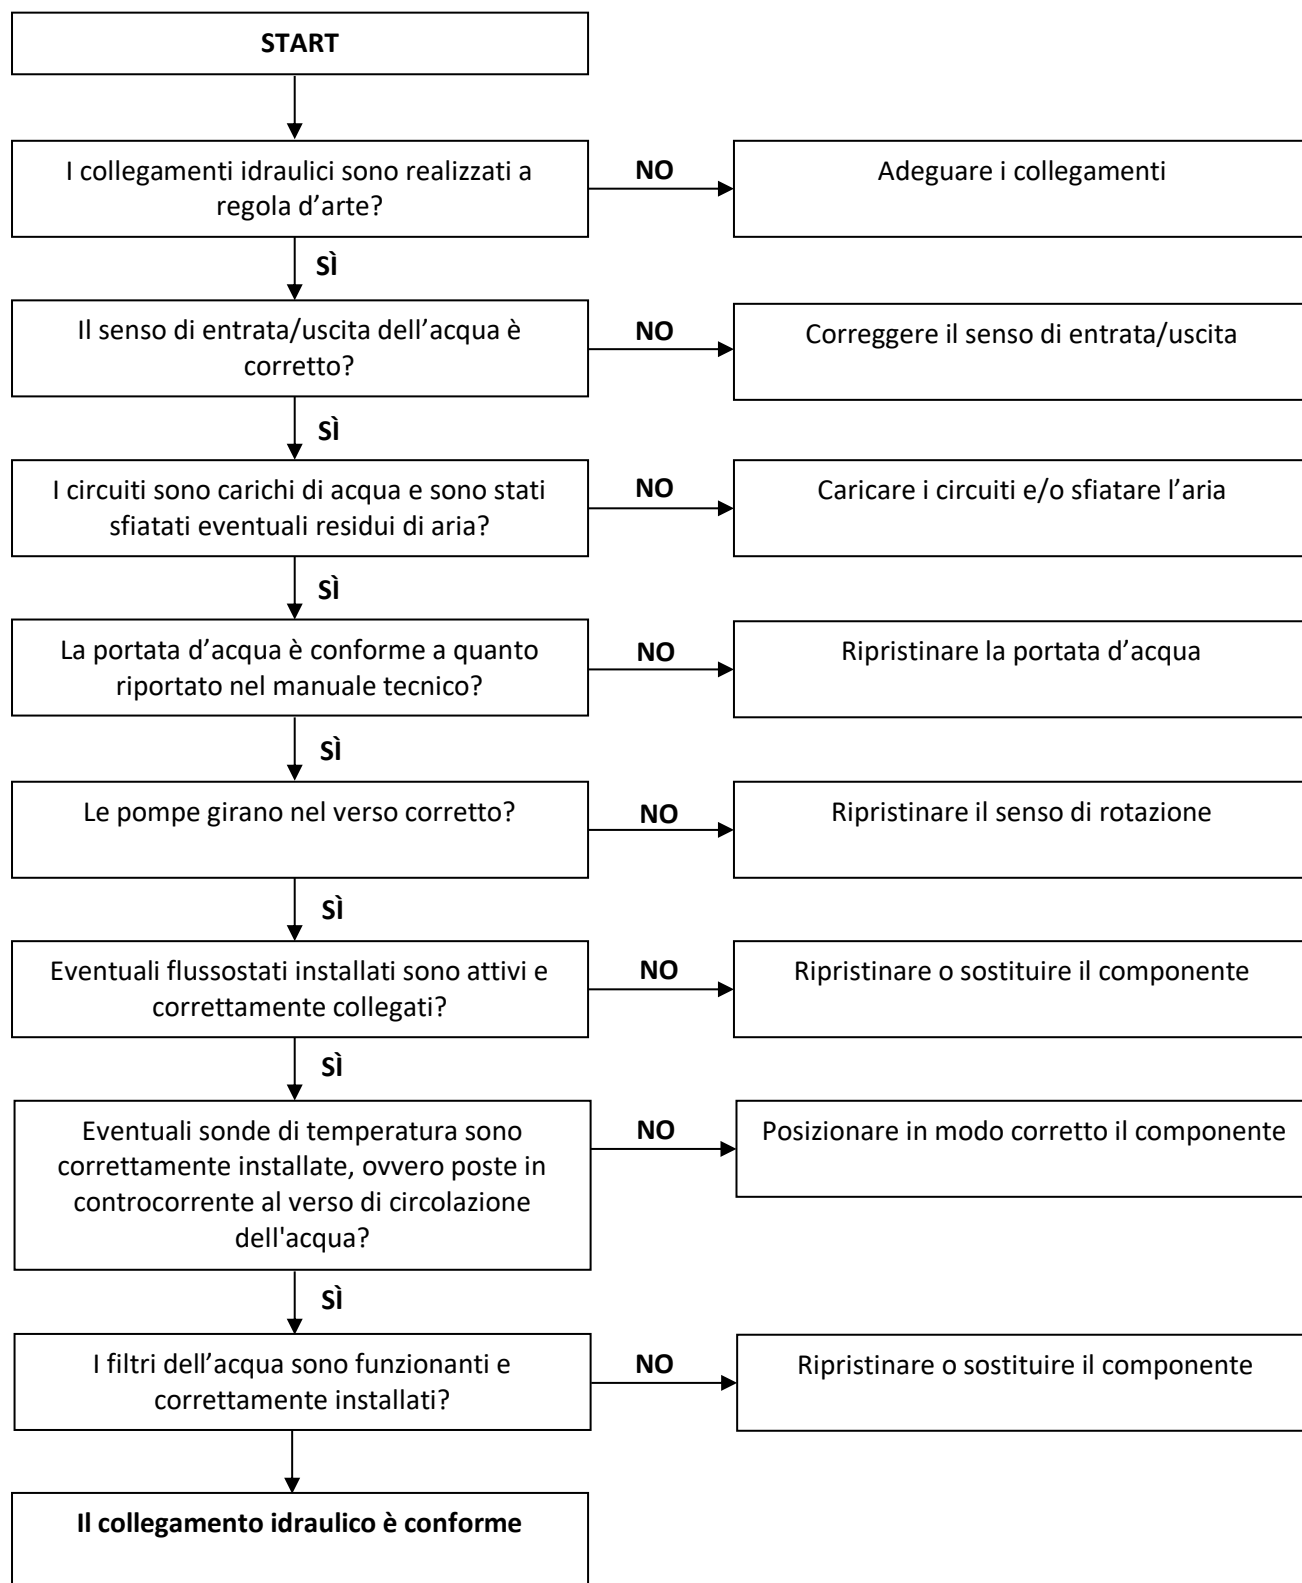 START
I collegamenti idraulici sono realizzati a
regola d’arte?
NO
Adeguare i collegamenti
SÌ
Il senso di entrata/uscita dell’acqua è
corretto?
NO
Correggere il senso di entrata/uscita
SÌ
I circuiti sono carichi di acqua e sono stati
sfiatati eventuali residui di aria?
NO
Caricare i circuiti e/o sfiatare l’aria
SÌ
La portata d’acqua è conforme a quanto
riportato nel manuale tecnico?
NO
Ripristinare la portata d’acqua
SÌ
Le pompe girano nel verso corretto?
NO
Ripristinare il senso di rotazione
SÌ
Eventuali flussostati installati sono attivi e
correttamente collegati?
NO
Ripristinare o sostituire il componente
SÌ
Eventuali sonde di temperatura sono
correttamente installate, ovvero poste in
controcorrente al verso di circolazione
dell'acqua?
NO
Posizionare in modo corretto il componente
SÌ
I filtri dell’acqua sono funzionanti e
correttamente installati?
NO
Ripristinare o sostituire il componente
Il collegamento idraulico è conforme